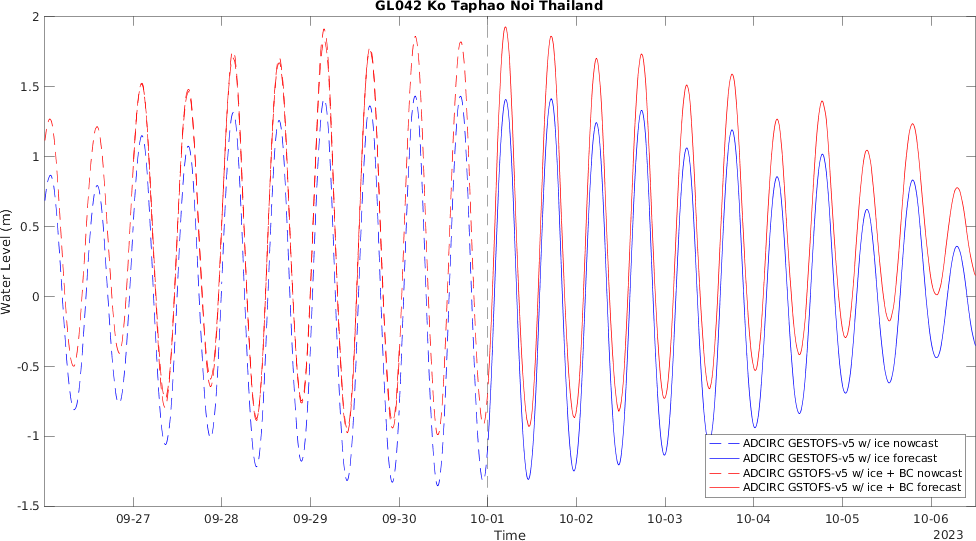 GL042 Ko Taphao Noi Thailand
2
1.5
1
0.5
0
-0.5
-1
-1.5
Water Level (m)
ADCIRC GESTOFS-v5 w/ ice nowcast
ADCIRC GESTOFS-v5 w/ ice forecast
ADCIRC GSTOFS-v5 w/ ice + BC nowcast
ADCIRC GSTOFS-v5 w/ ice + BC forecast
09-27 09-28 09-29 09-30 10-01 10-02 10-03 10-04 10-05 10-06
Time
2023